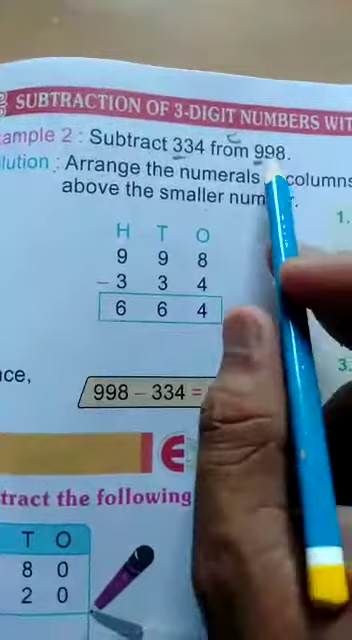 SUBTRACTION OF 3-DIGIT NUMBERS WIT
ample 2 : Subtract 334 from 998.
lution : Arrange the numerals columns
above the smaller num
H T O
9 9 8
– 3 3 4
6 6 4
1.
nce,
998 – 334 =
3.
E
tract the following
T O
8 0
2 0